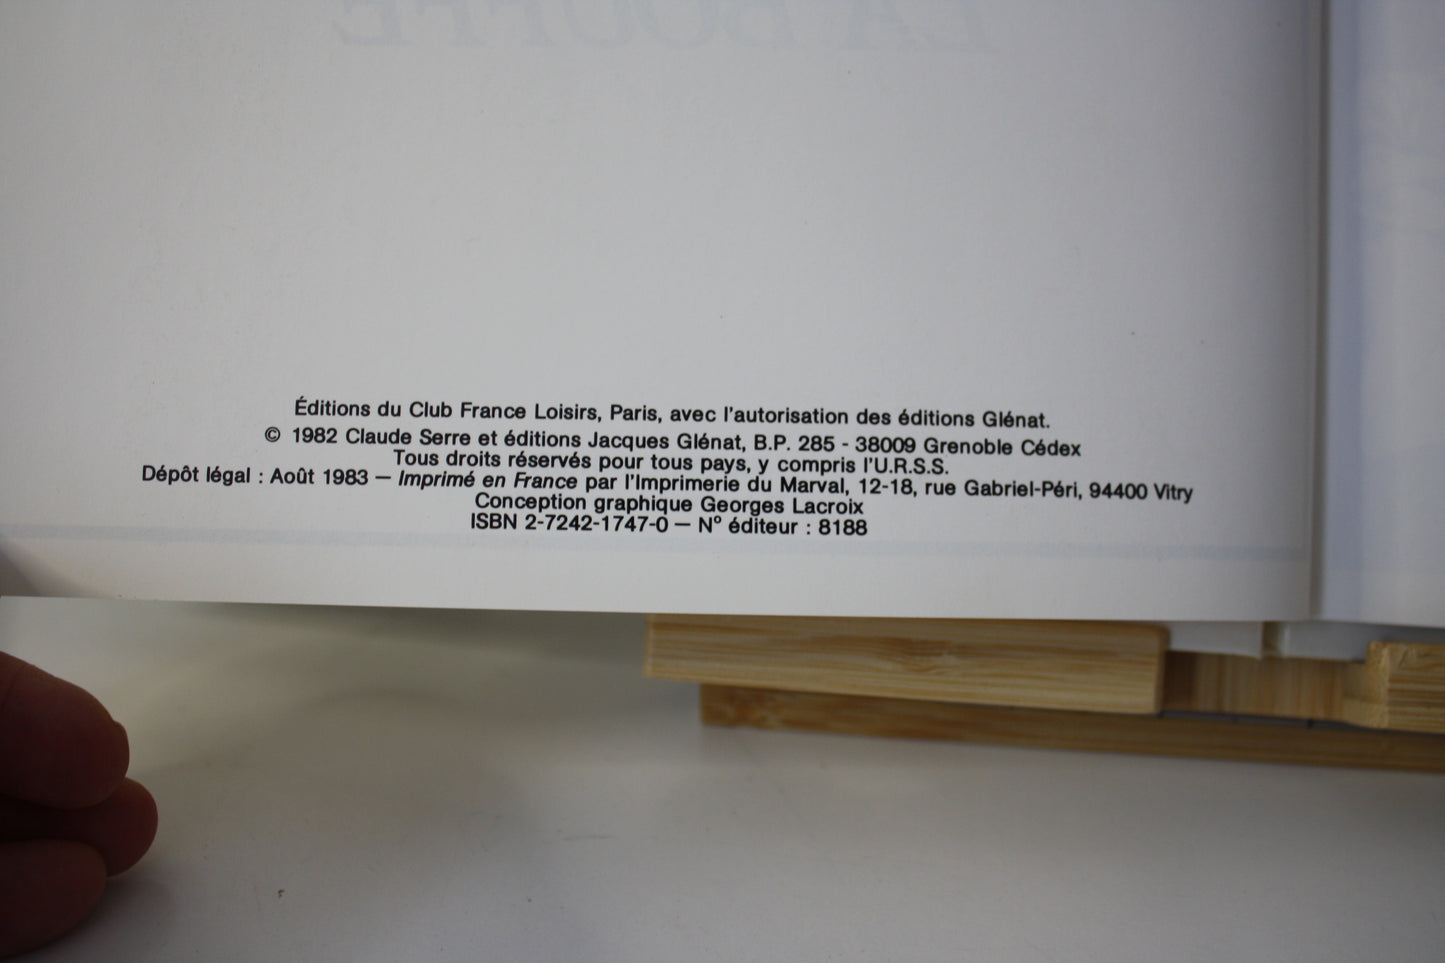 LA BOUFFE
Éditions du Club France Loisirs, Paris, avec l'autorisation des éditions Glénat.
© 1982 Claude Serre et éditions Jacques Glénat, B.P. 285 - 38009 Grenoble Cédex
Tous droits réservés pour tous pays, y compris l'U.R.S.S.
Dépôt légal : Août 1983 — Imprimé en France par l'Imprimerie du Marval, 12-18, rue Gabriel-Péri, 94400 Vitry
Conception graphique Georges Lacroix
ISBN 2-7242-1747-0 — N° éditeur : 8188